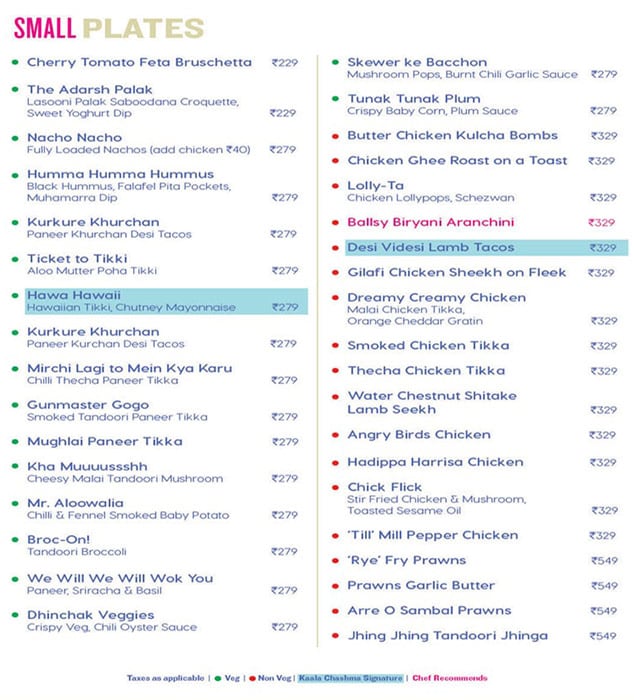 SMALL PLATES
Cherry Tomato Feta Bruschetta ₹229
The Adarsh Palak
Lasooni Palak Saboodana Croquette,
Sweet Yoghurt Dip ₹229
Nacho Nacho
Fully Loaded Nachos (add chicken ₹40) ₹279
Humma Humma Hummus
Black Hummus, Falafel Pita Pockets,
Muhamarra Dip ₹279
Kurkure Khurchan
Paneer Khurchan Desi Tacos ₹279
Ticket to Tikki
Aloo Mutter Poha Tikki ₹279
Hawa Hawaii
Hawaiian Tikki, Chutney Mayonnaise ₹279
Kurkure Khurchan
Paneer Kurchan Desi Tacos ₹279
Mirchi Lagi to Mein Kya Karu
Chilli Thecha Paneer Tikka ₹279
Gunmaster Gogo
Smoked Tandoori Paneer Tikka ₹279
Mughlai Paneer Tikka ₹279
Kha Muuuussshh
Cheesy Malai Tandoori Mushroom ₹279
Mr. Aloowalia
Chilli & Fennel Smoked Baby Potato ₹279
Broc-On!
Tandoori Broccoli ₹279
We Will We Will Wok You
Paneer, Sriracha & Basil ₹279
Dhinchak Veggies
Crispy Veg, Chili Oyster Sauce ₹279
Skewer ke Bacchon
Mushroom Pops, Burnt Chili Garlic Sauce ₹279
Tunak Tunak Plum
Crispy Baby Corn, Plum Sauce ₹279
Butter Chicken Kulcha Bombs ₹329
Chicken Ghee Roast on a Toast ₹329
Lolly-Ta
Chicken Lollypops, Schezwan ₹329
Ballsy Biryani Aranchini ₹329
Desi Videsi Lamb Tacos ₹329
Gilafi Chicken Sheekh on Fleek ₹329
Dreamy Creamy Chicken
Malai Chicken Tikka,
Orange Cheddar Gratin ₹329
Smoked Chicken Tikka ₹329
Thecha Chicken Tikka ₹329
Water Chestnut Shitake
Lamb Seekh ₹329
Angry Birds Chicken ₹329
Hadippa Harrisa Chicken ₹329
Chick Flick
Stir Fried Chicken & Mushroom,
Toasted Sesame Oil ₹329
‘Till’ Mill Pepper Chicken ₹329
‘Rye’ Fry Prawns ₹549
Prawns Garlic Butter ₹549
Arre O Sambal Prawns ₹549
Jhing Jhing Tandoori Jhinga ₹549
Taxes as applicable | Veg | Non Veg | Kaala Chashma Signature | Chef Recommends